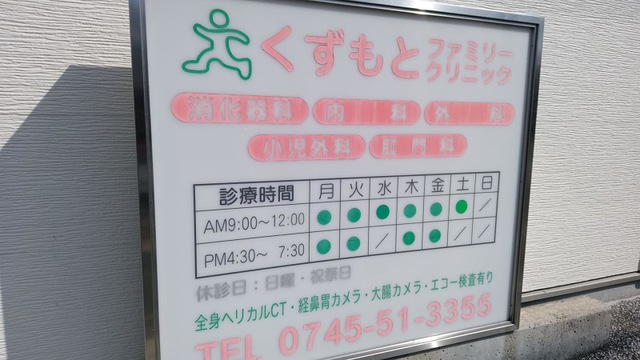 くずもと ファミリークリニック
消化器科 内科 外科
小児外科 肛門科
診療時間 月 火 水 木 金 土 日
AM9:00～12:00 ● ● ● ● ● ● ／
PM4:30～ 7:30 ● ● ／ ● ● ／ ／
休診日：日曜・祝祭日
全身ヘリカルCT・経鼻胃カメラ・大腸カメラ・エコー検査有り
TEL 0745-51-3355